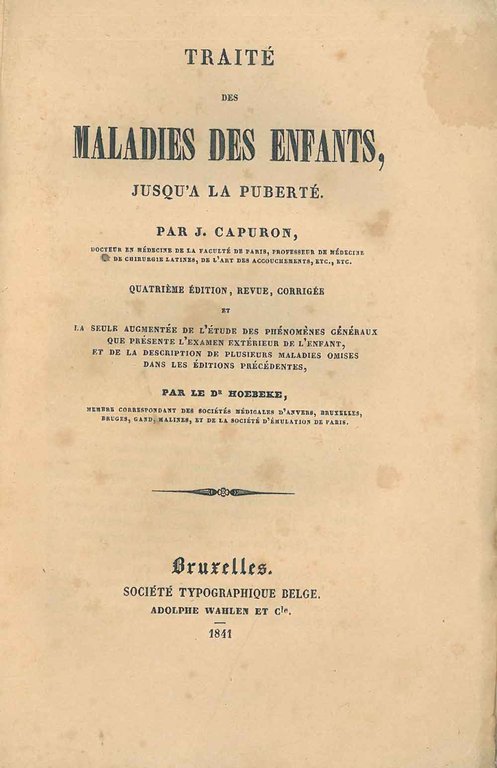 TRAITÉ
DES
MALADIES DES ENFANTS,
JUSQU'A LA PUBERTÉ.
PAR J. CAPURON,
DOCTEUR EN MÉDECINE DE LA FACULTÉ DE PARIS, PROFESSEUR DE MÉDECINE
DE CHIRURGIE LATINES, DE L'ART DES ACCOUCHEMENTS, ETC., ETC.
QUATRIÈME ÉDITION, REVUE, CORRIGÉE
ET
LA SEULE AUGMENTÉE DE L'ÉTUDE DES PHÉNOMÈNES GÉNÉRAUX
QUE PRÉSENTE L'EXAMEN EXTÉRIEUR DE L'ENFANT,
ET DE LA DESCRIPTION DE PLUSIEURS MALADIES OMISES
DANS LES ÉDITIONS PRÉCÉDENTES,
PAR LE DR HOEBEKE,
MEMBRE CORRESPONDANT DES SOCIÉTÉS MÉDICALES D'ANVERS, BRUXELLES,
BRUGES, GAND, MALINES, ET DE LA SOCIÉTÉ D'ÉMULATION DE PARIS.
Bruxelles.
SOCIÉTÉ TYPOGRAPHIQUE BELGE.
ADOLPHE WAHLEN ET Cie.
1841